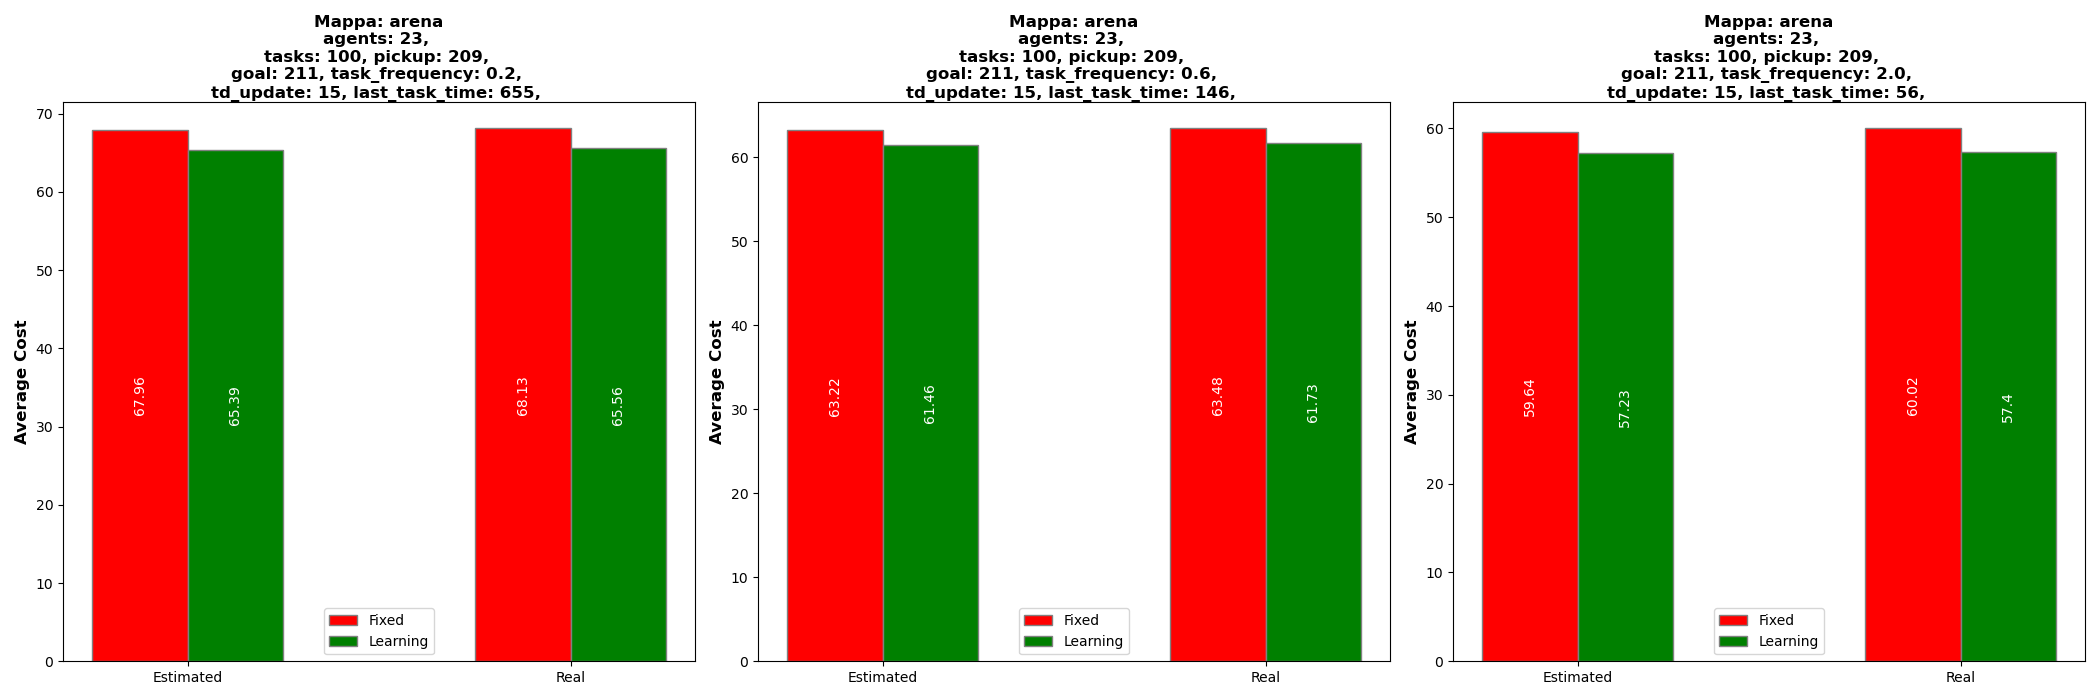 Mappa: arena
agents: 23,
tasks: 100, pickup: 209,
goal: 211, task_frequency: 0.2,
td_update: 15, last_task_time: 655,
Average Cost
70
60
50
40
30
20
10
0
67.96
65.39
68.13
65.56
Fixed
Learning
Estimated
Real
Mappa: arena
agents: 23,
tasks: 100, pickup: 209,
goal: 211, task_frequency: 0.6,
td_update: 15, last_task_time: 146,
Average Cost
60
50
40
30
20
10
0
63.22
61.46
63.48
61.73
Fixed
Learning
Estimated
Real
Mappa: arena
agents: 23,
tasks: 100, pickup: 209,
goal: 211, task_frequency: 2.0,
td_update: 15, last_task_time: 56,
Average Cost
60
50
40
30
20
10
0
59.64
57.23
60.02
57.4
Fixed
Learning
Estimated
Real